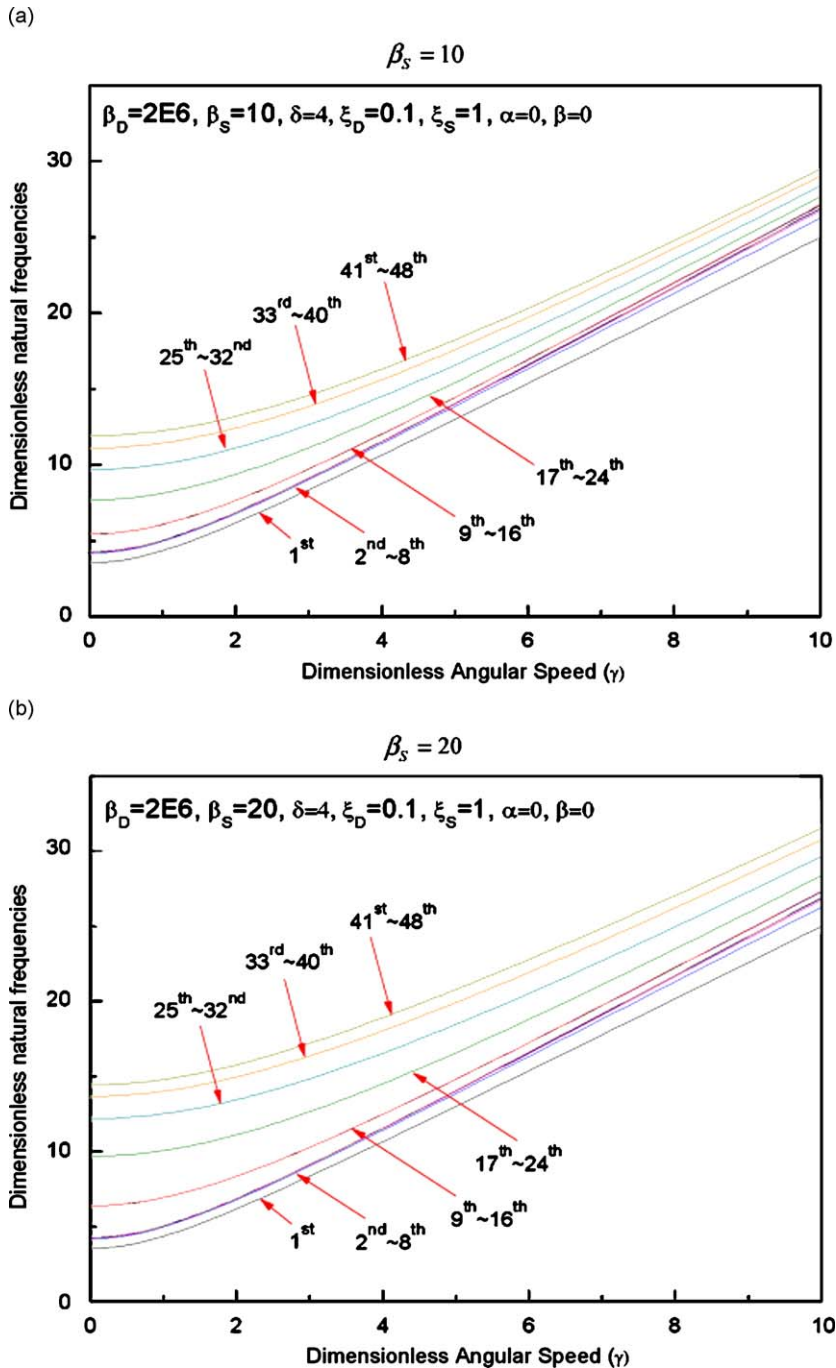 (a)
βS = 10
βD=2E6, βS=10, δ=4, ξD=0.1, ξS=1, α=0, β=0
Dimensionless natural frequencies
30
20
10
0
41st~48th
33rd~40th
25th~32nd
17th~24th
9th~16th
2nd~8th
1st
0 2 4 6 8 10
Dimensionless Angular Speed (γ)
(b)
βS = 20
βD=2E6, βS=20, δ=4, ξD=0.1, ξS=1, α=0, β=0
Dimensionless natural frequencies
30
20
10
0
41st~48th
33rd~40th
25th~32nd
17th~24th
9th~16th
2nd~8th
1st
0 2 4 6 8 10
Dimensionless Angular Speed (γ)